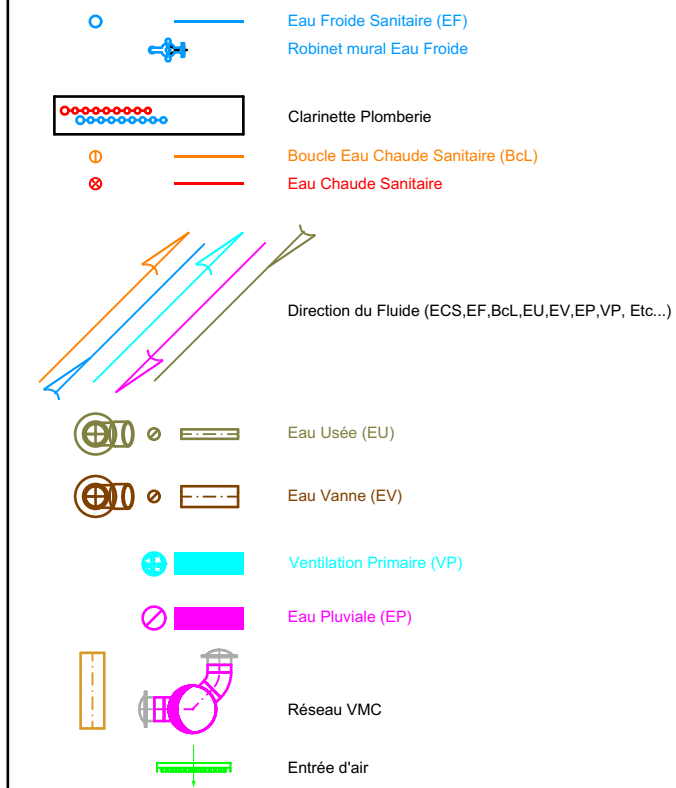 Eau Froide Sanitaire (EF)
Robinet mural Eau Froide
Clarinette Plomberie
Boucle Eau Chaude Sanitaire (BcL)
Eau Chaude Sanitaire
Direction du Fluide (ECS,EF,BcL,EU,EV,EP,VP, Etc...)
Eau Usée (EU)
Eau Vanne (EV)
Ventilation Primaire (VP)
Eau Pluviale (EP)
Réseau VMC
Entrée d'air